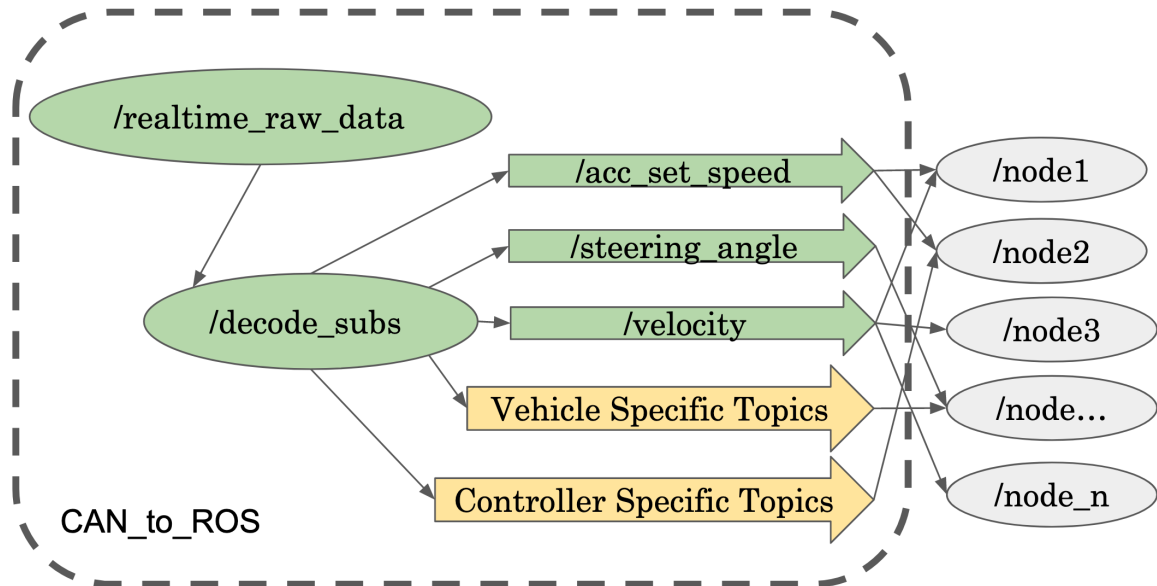 /realtime_raw_data
/acc_set_speed
/node1
/steering_angle
/node2
/decode_subs
/velocity
/node3
Vehicle Specific Topics
/node...
Controller Specific Topics
/node_n
CAN_to_ROS